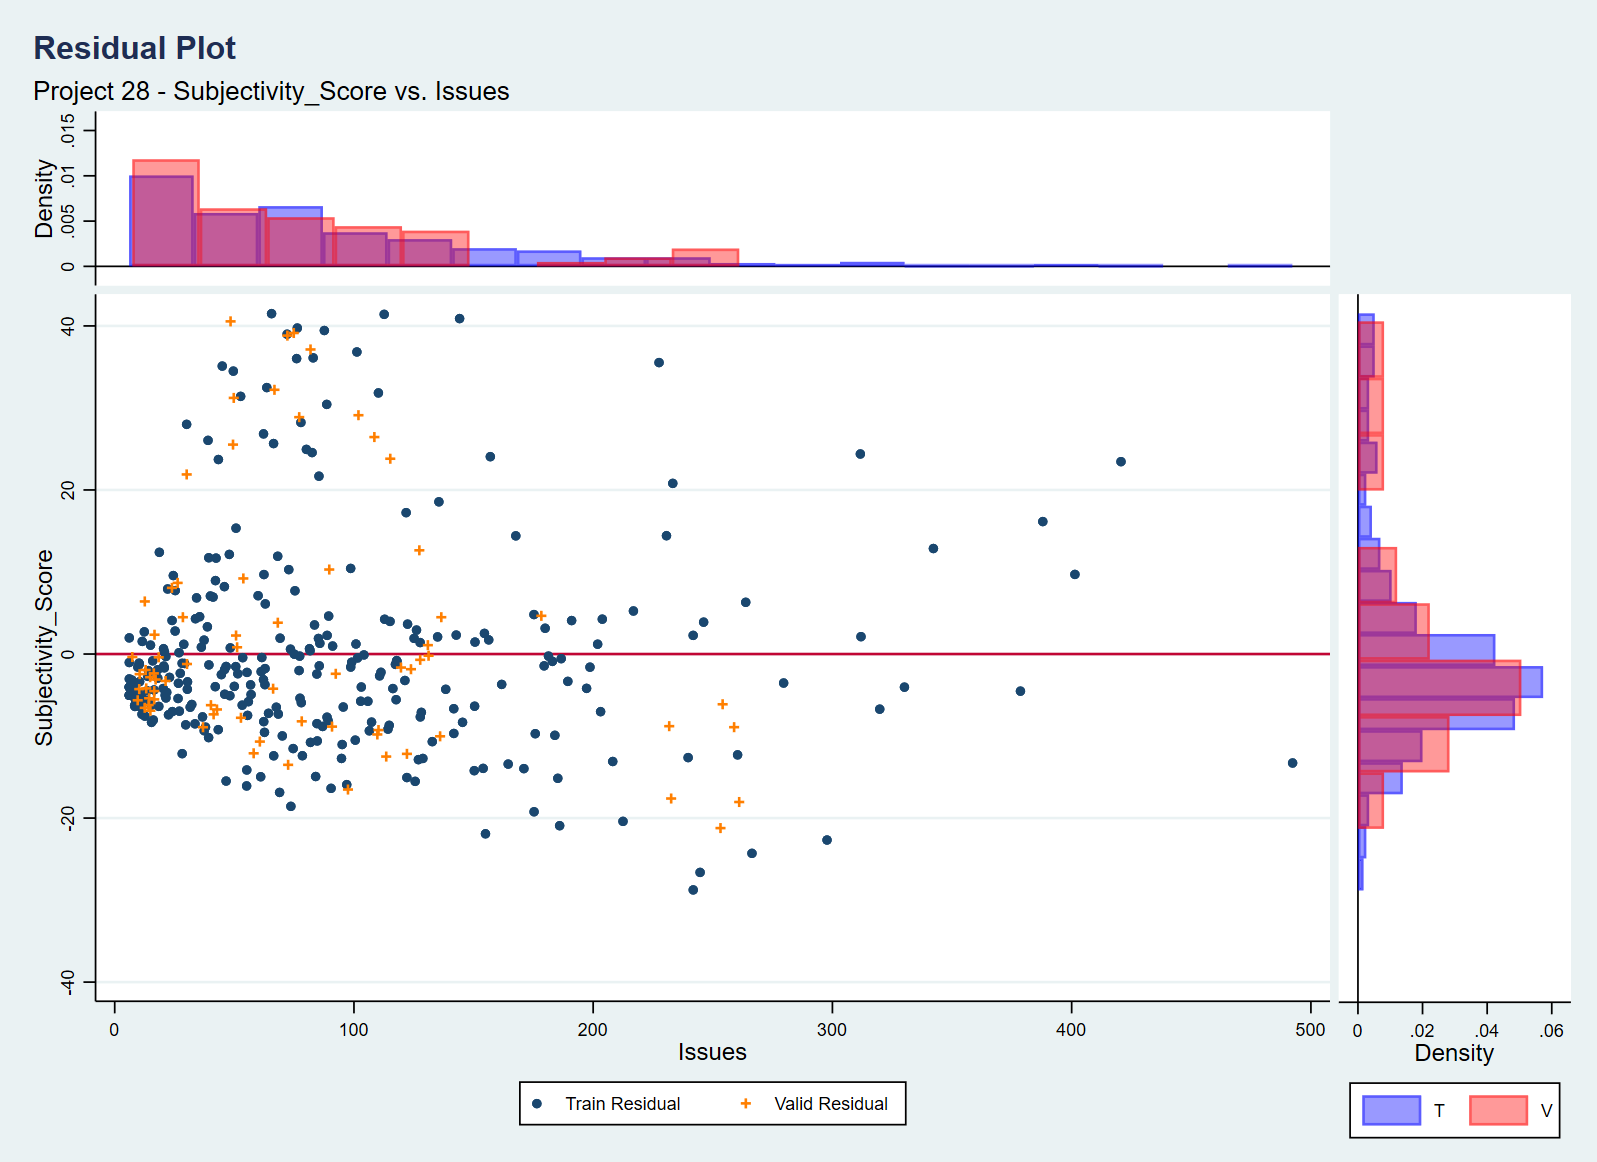 Residual Plot
Project 28 - Subjectivity_Score vs. Issues
Density
0 .005 .01 .015
Subjectivity_Score
40
20
0
-20
-40
0 100 200 300 400 500
Issues
0 .02 .04 .06
Density
Train Residual Valid Residual
T V